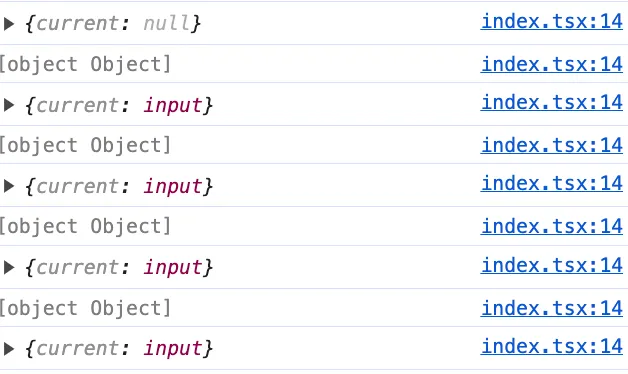 ▶ {current: null} index.tsx:14
[object Object] index.tsx:14
▶ {current: input} index.tsx:14
[object Object] index.tsx:14
▶ {current: input} index.tsx:14
[object Object] index.tsx:14
▶ {current: input} index.tsx:14
[object Object] index.tsx:14
▶ {current: input} index.tsx:14